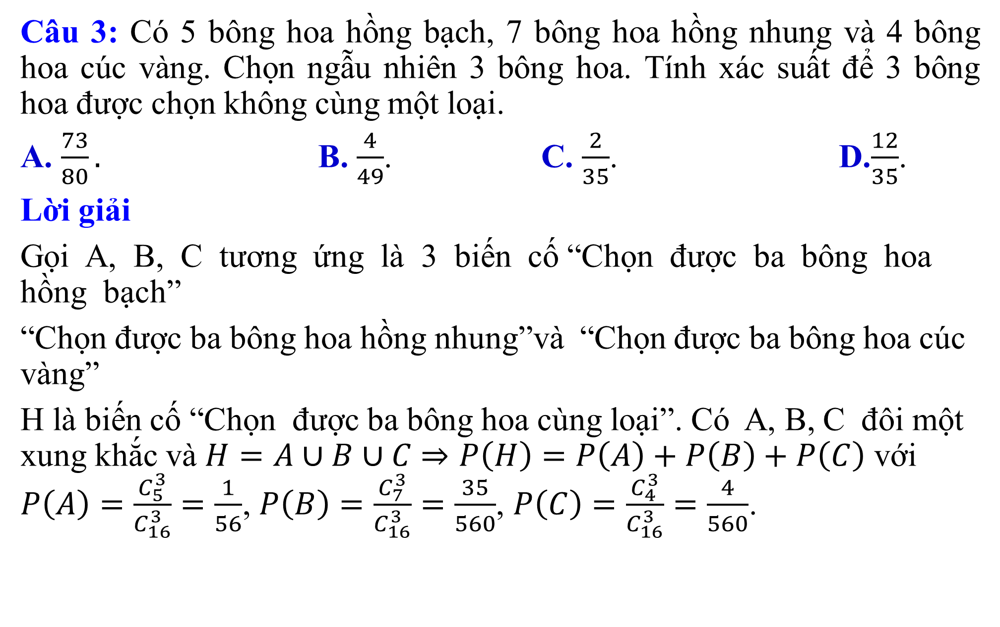 Câu 3: Có 5 bông hoa hồng bạch, 7 bông hoa hồng nhung và 4 bông
hoa cúc vàng. Chọn ngẫu nhiên 3 bông hoa. Tính xác suất để 3 bông
hoa được chọn không cùng một loại.
A. $\frac{73}{80}$ . B. $\frac{4}{49}$. C. $\frac{2}{35}$. D.$\frac{12}{35}$.
Lời giải
Gọi A, B, C tương ứng là 3 biến cố “Chọn được ba bông hoa
hồng bạch”
“Chọn được ba bông hoa hồng nhung”và “Chọn được ba bông hoa cúc
vàng”
H là biến cố “Chọn được ba bông hoa cùng loại”. Có A, B, C đôi một
xung khắc và $H = A \cup B \cup C \Rightarrow P(H) = P(A) + P(B) + P(C)$ với
$P(A) = \frac{C_5^3}{C_{16}^3} = \frac{1}{56}$, $P(B) = \frac{C_7^3}{C_{16}^3} = \frac{35}{560}$, $P(C) = \frac{C_4^3}{C_{16}^3} = \frac{4}{560}$.